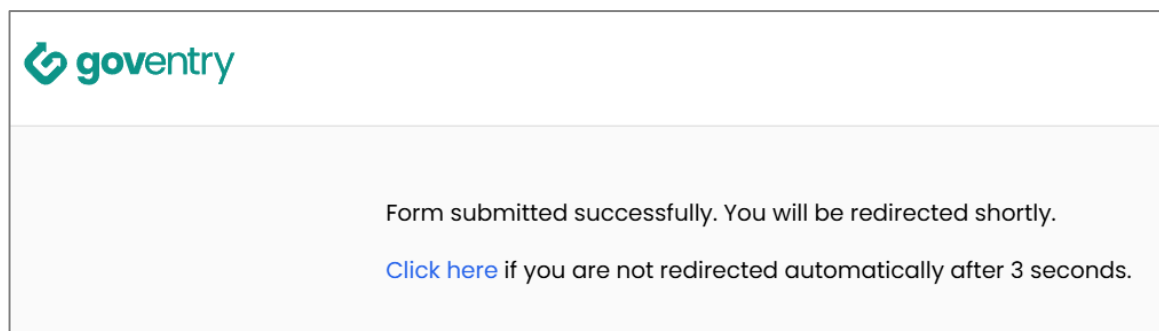 goventry
Form submitted successfully. You will be redirected shortly.
Click here if you are not redirected automatically after 3 seconds.